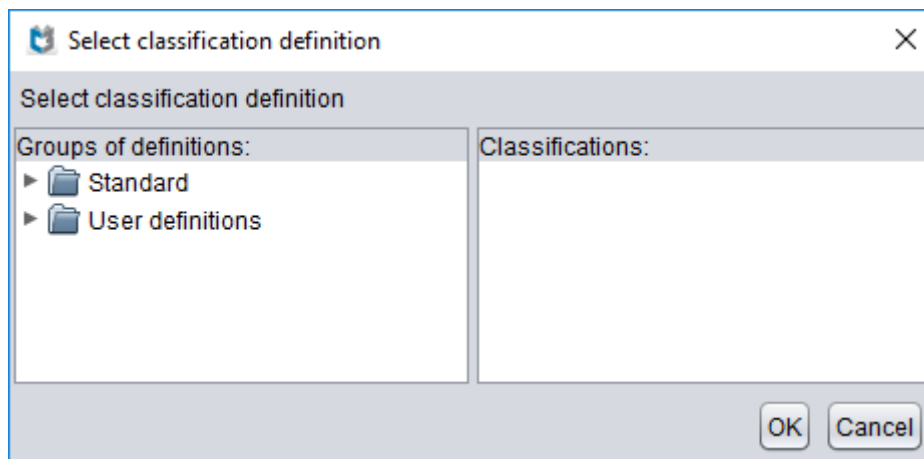 Select classification definition
Select classification definition
Groups of definitions:
Standard
User definitions
Classifications:
OK
Cancel